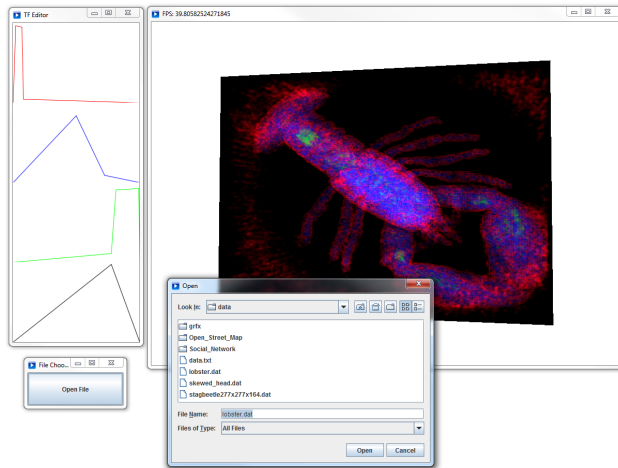 TF Editor
FPS: 39.80582524271845
Open
Look In:
data
grfx
Open_Street_Map
Social_Network
data.txt
lobster.dat
skewed_head.dat
stagbeetle277x277x164.dat
File Name:
lobster.dat
Files of Type:
All Files
Open
Cancel
File Choo...
Open File